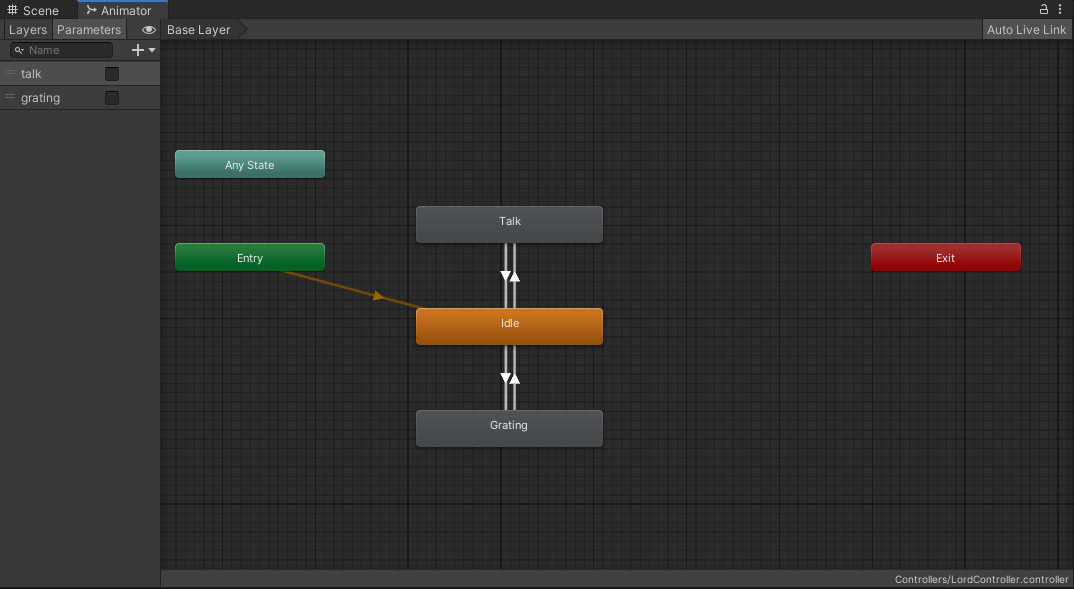 Scene
Animator
Layers
Parameters
Base Layer
Auto Live Link
Name
talk
grating
Any State
Talk
Entry
Exit
Idle
Grating
Controllers/LordController.controller